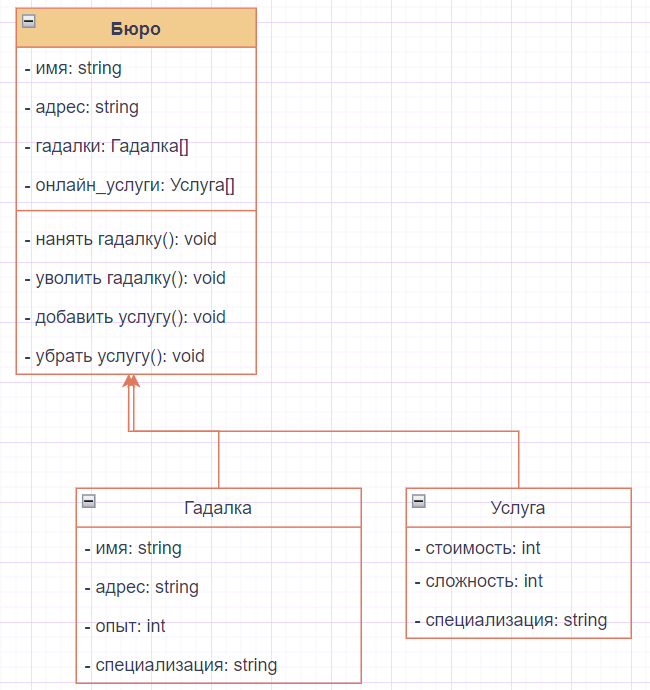 Бюро
- имя: string
- адрес: string
- гадалки: Гадалка[]
- онлайн_услуги: Услуга[]
- нанять гадалку(): void
- уволить гадалку(): void
- добавить услугу(): void
- убрать услугу(): void
Гадалка
- имя: string
- адрес: string
- опыт: int
- специализация: string
Услуга
- стоимость: int
- сложность: int
- специализация: string